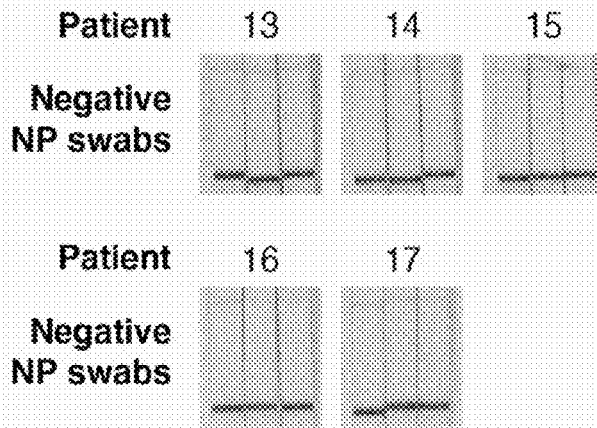 Patient 13 14 15
Negative
NP swabs
Patient 16 17
Negative
NP swabs